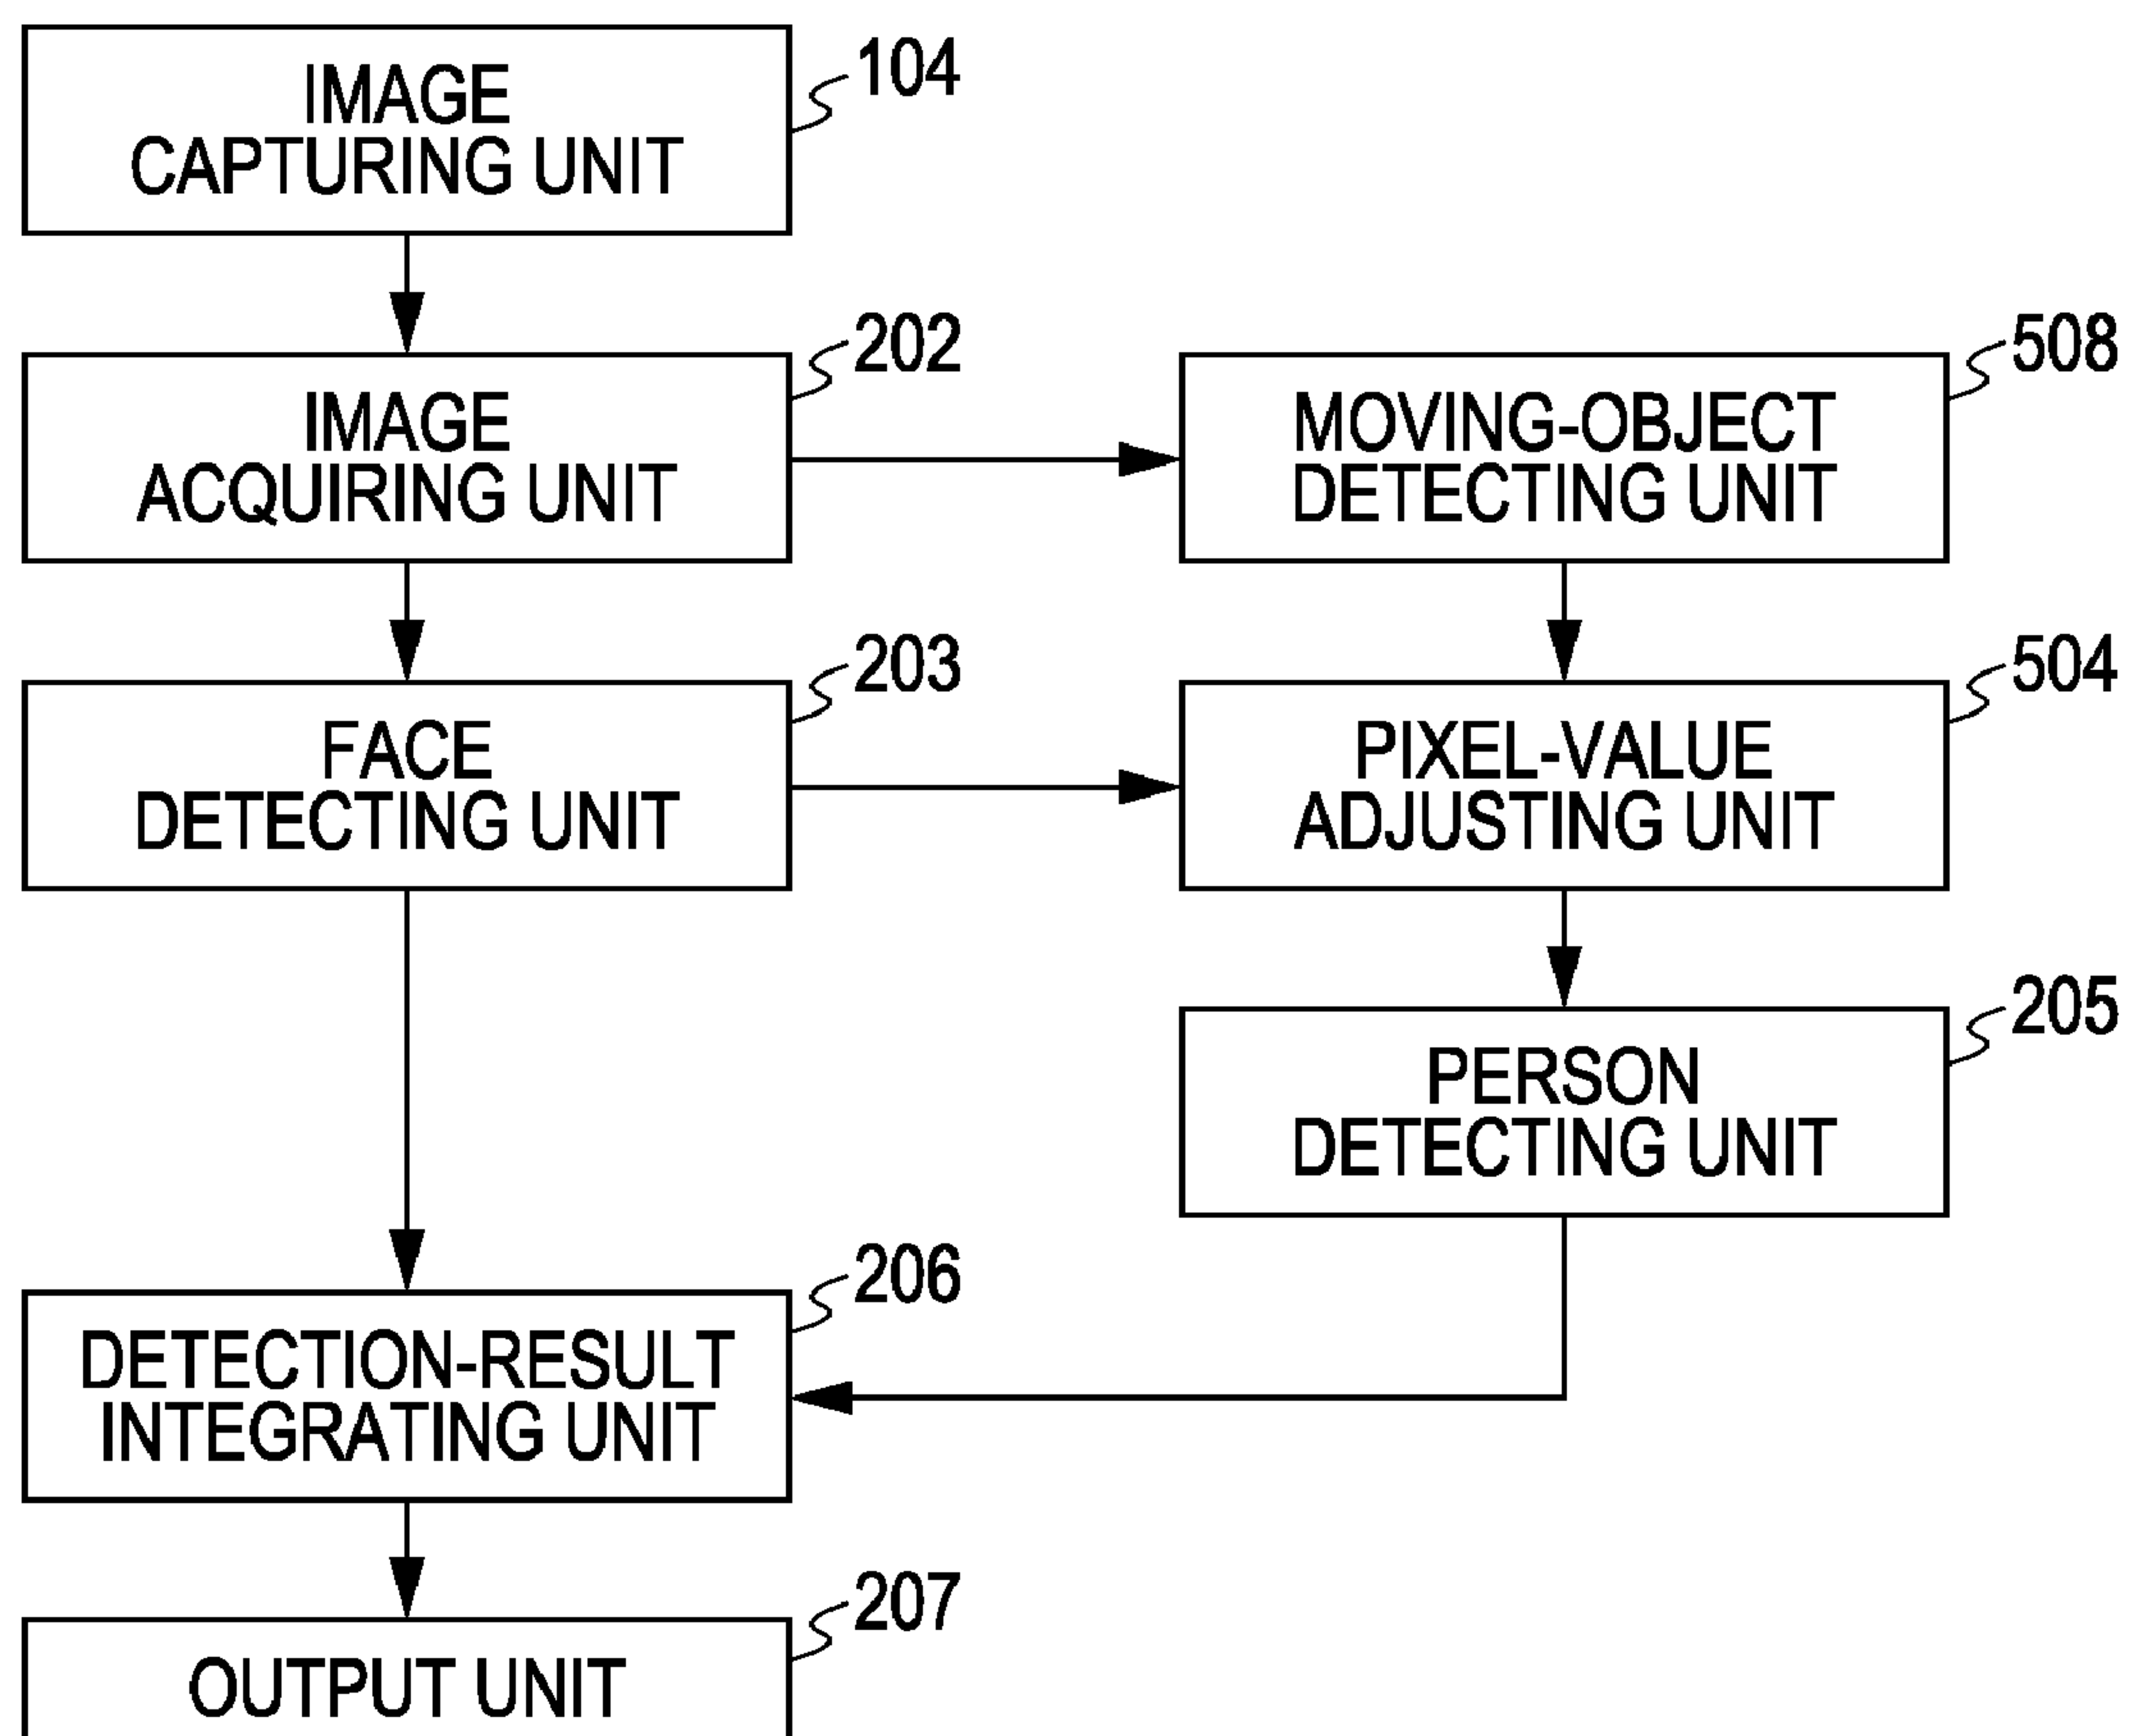 IMAGE
CAPTURING UNIT
104
IMAGE
ACQUIRING UNIT
202
MOVING-OBJECT
DETECTING UNIT
508
FACE
DETECTING UNIT
203
PIXEL-VALUE
ADJUSTING UNIT
504
PERSON
DETECTING UNIT
205
DETECTION-RESULT
INTEGRATING UNIT
206
OUTPUT UNIT
207